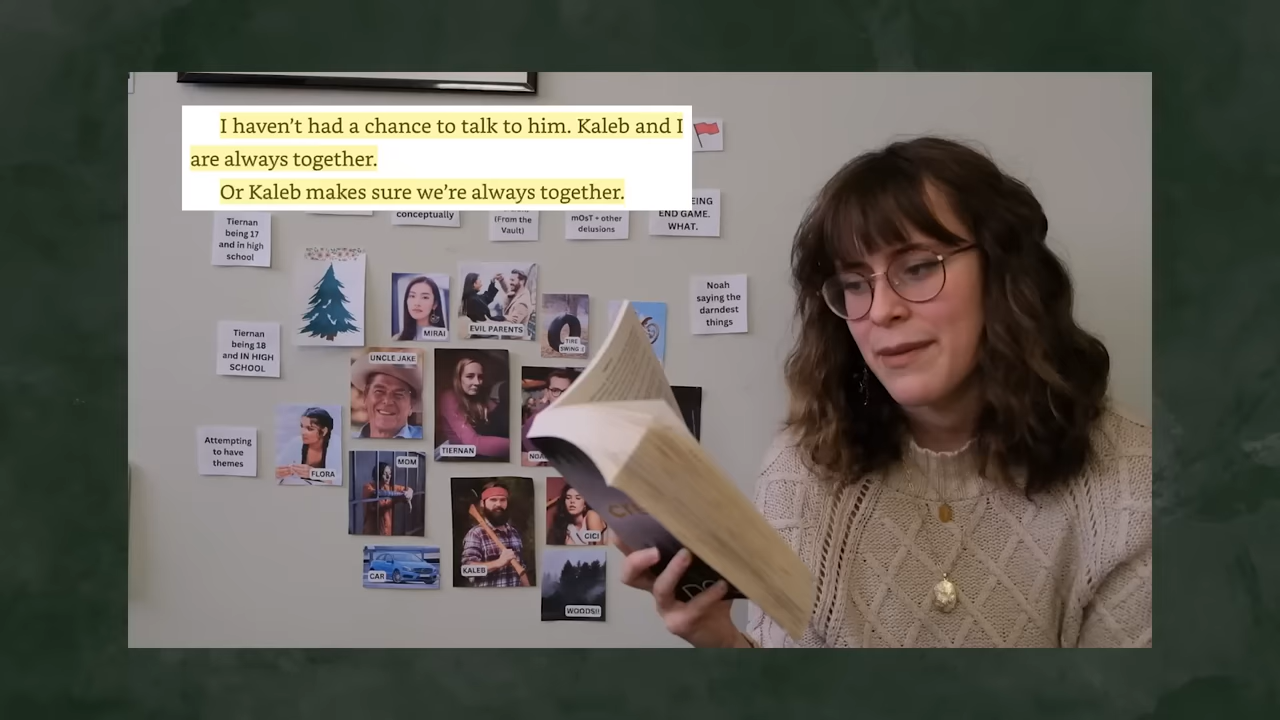 I haven't had a chance to talk to him. Kaleb and I
are always together.
Or Kaleb makes sure we're always together.
Tiernan
being 17
and in high
school
conceptually
(From the
Vault)
mOsT + other
delusions
END GAME.
WHAT.
Noah
saying the
darndest
things
MIRAI
EVIL PARENTS
TIRE
SWING :(
Tiernan
being 18
and IN HIGH
SCHOOL
UNCLE JAKE
TIERNAN
Attempting
to have
themes
FLORA
MOM
KALEB
CICI
CAR
WOODS!!